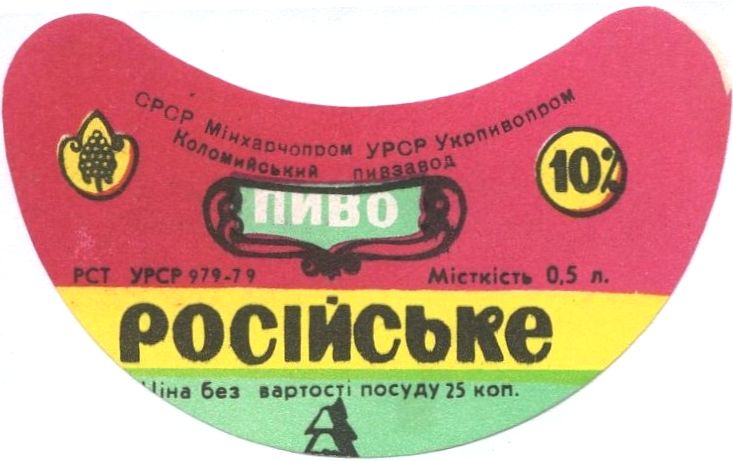 СРСР Мінхарчопром УРСР Укрпивопром
Коломийський пивзавод
10%
ПИВО
РСТ УРСР 979-79 Місткість 0,5 л.
РОСІЙСЬКЕ
Ціна без вартості посуду 25 коп.